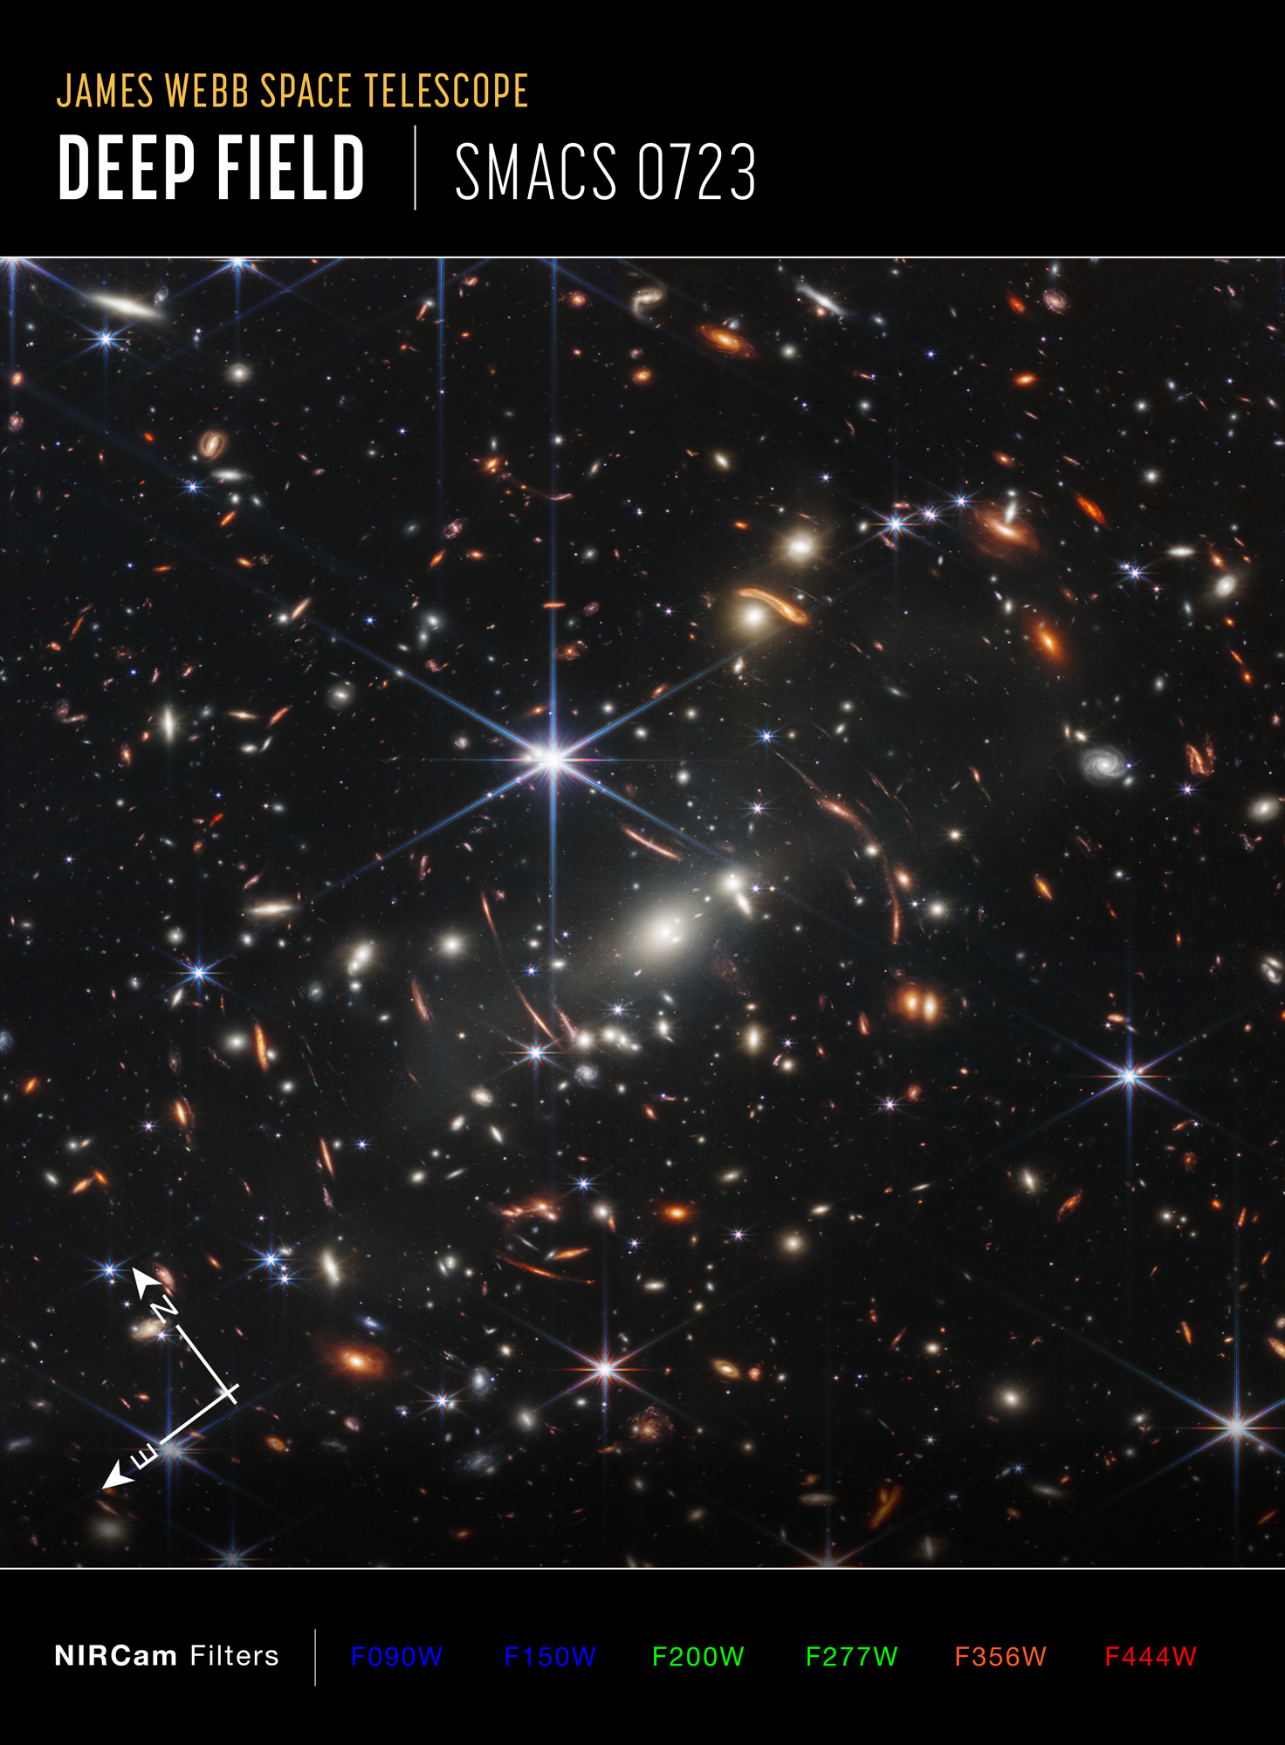 JAMES WEBB SPACE TELESCOPE
DEEP FIELD SMACS 0723
N
E
NIRCam Filters F090W F150W F200W F277W F356W F444W